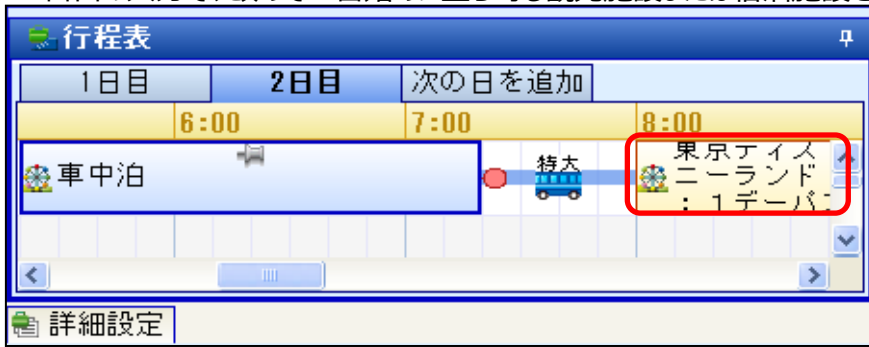 行程表
1日目 2日目 次の日を追加
6:00 7:00 8:00
車中泊
特大
東京ディズ
ニーランド
：1デーパ
詳細設定